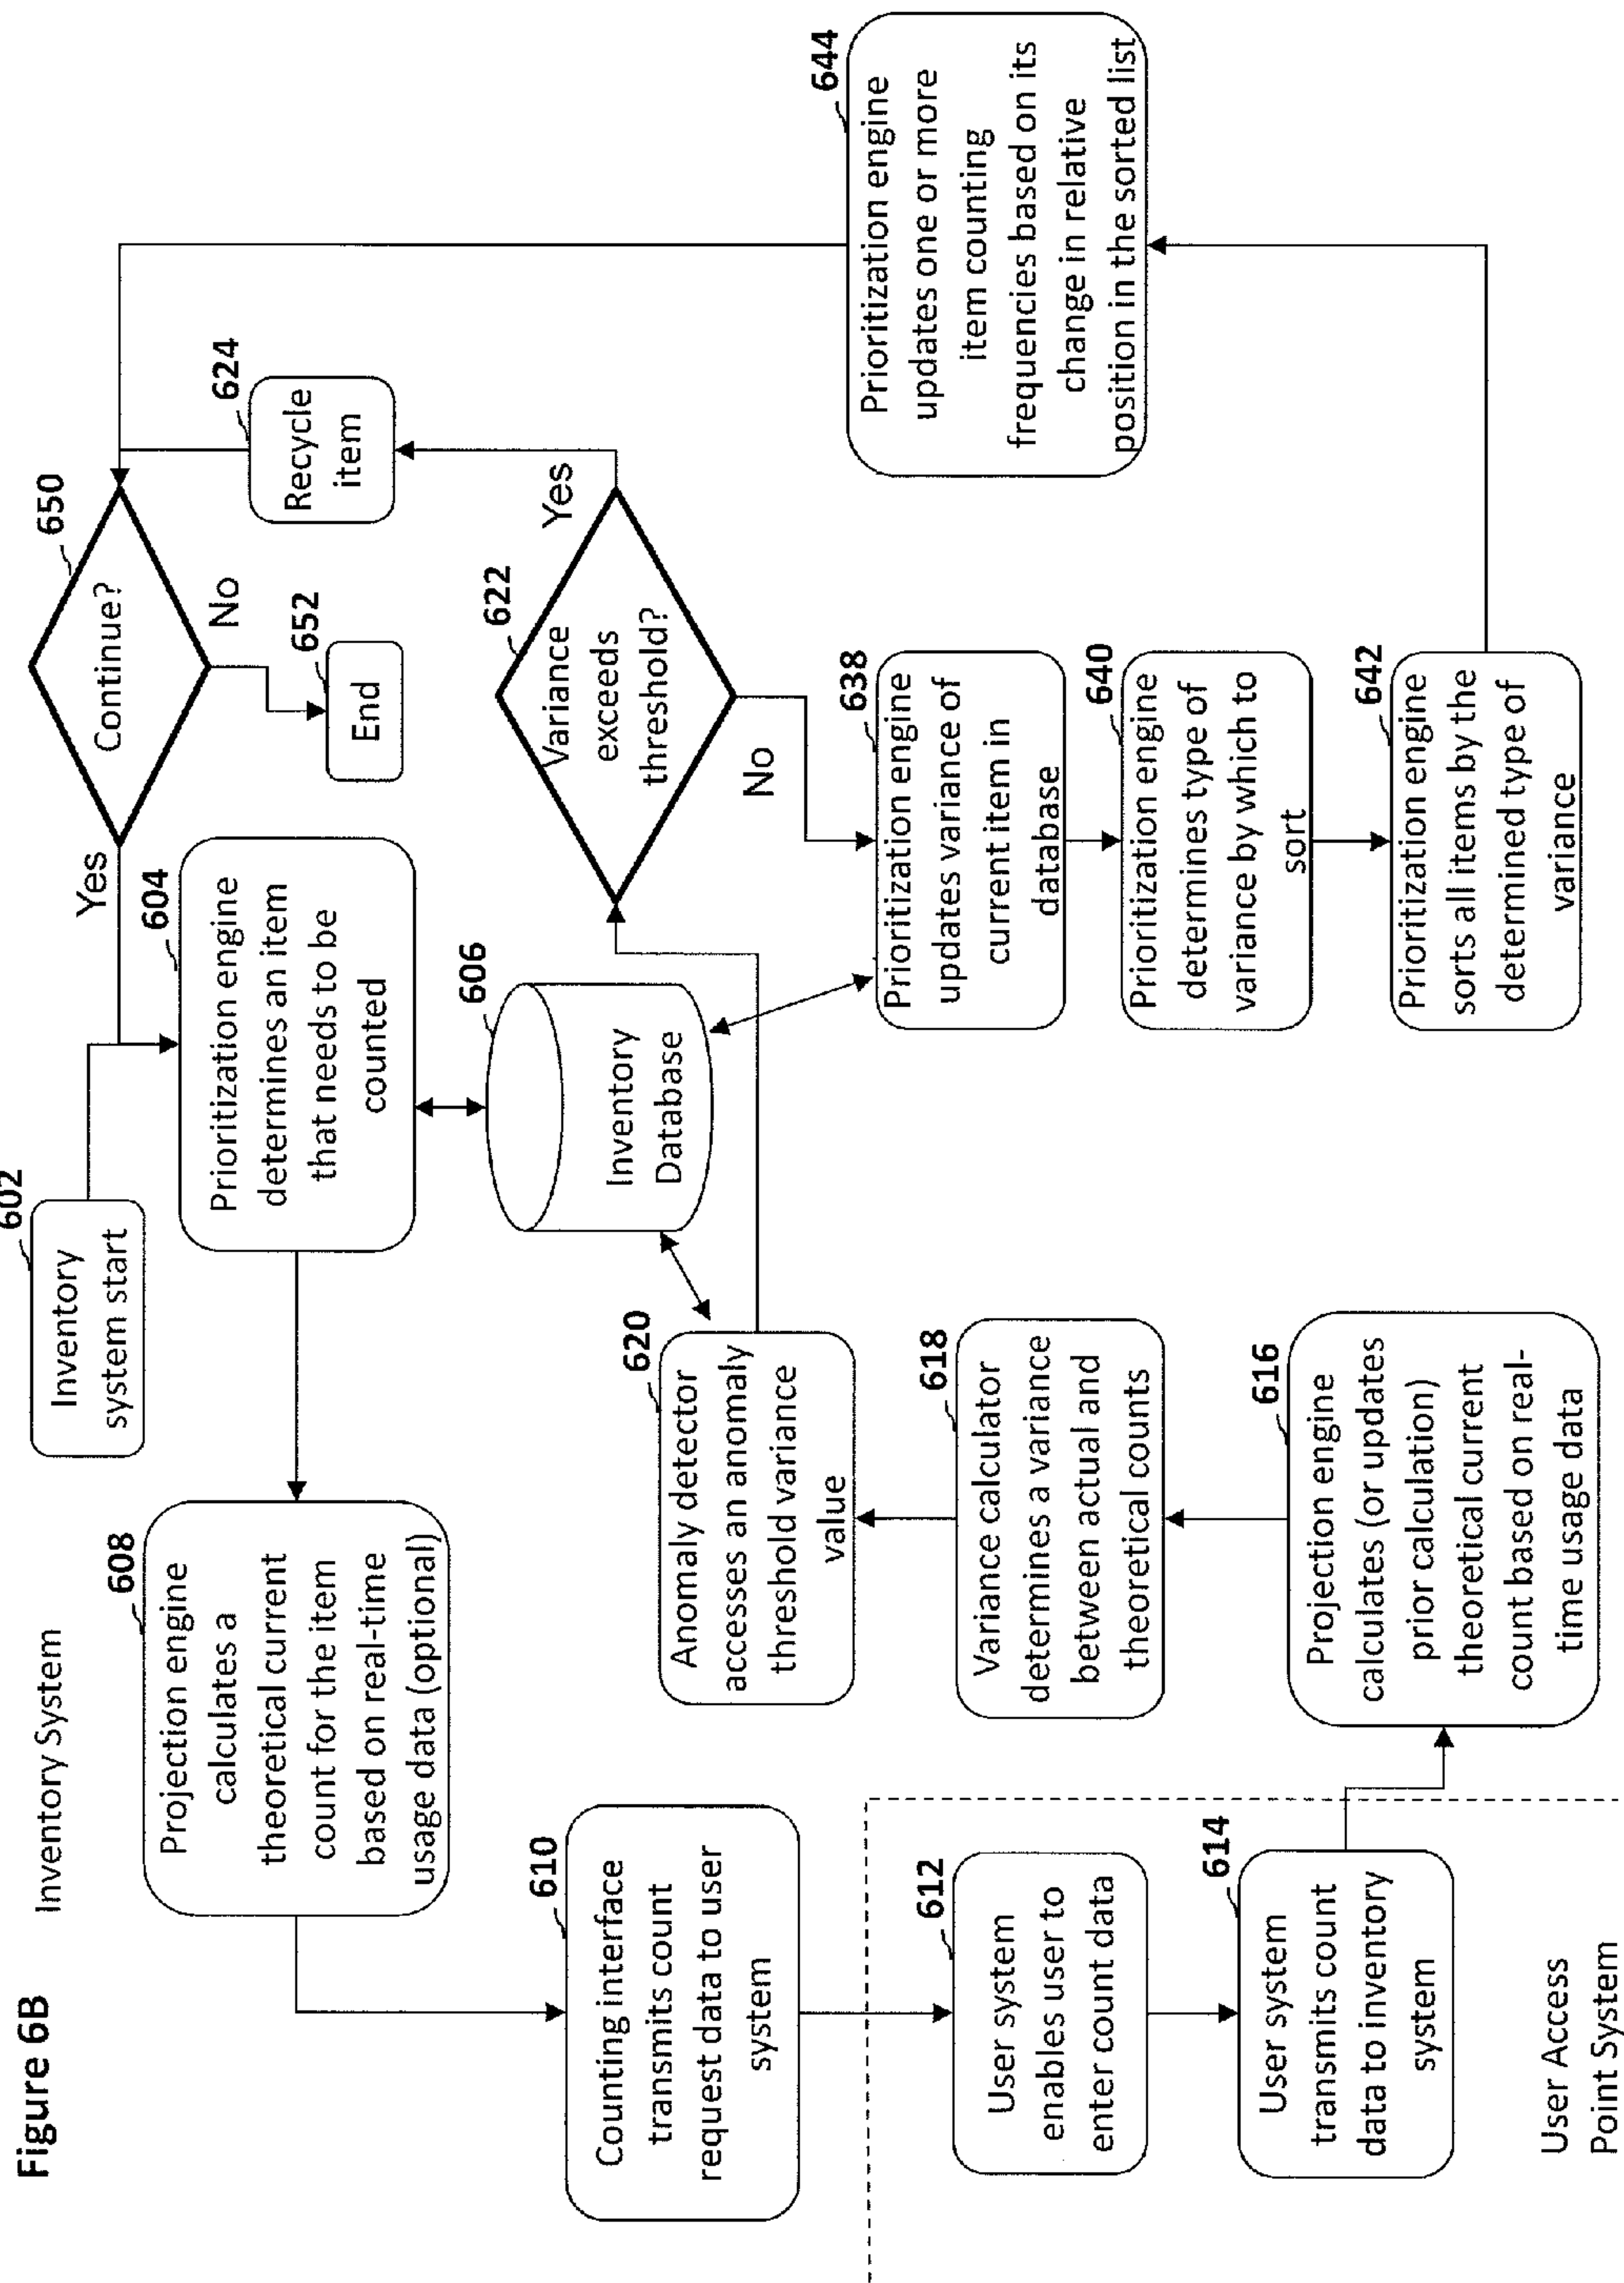 Figure 6B
Inventory System
602
Inventory
system start
650
Continue?
Yes
No
652
End
604
Prioritization engine
determines an item
that needs to be
counted
606
Inventory
Database
608
Projection engine
calculates a
theoretical current
count for the item
based on real-time
usage data (optional)
610
Counting interface
transmits count
request data to user
system
612
User system
enables user to
enter count data
614
User system
transmits count
data to inventory
system
User Access
Point System
616
Projection engine
calculates (or updates
prior calculation)
theoretical current
count based on real-
time usage data
618
Variance calculator
determines a variance
between actual and
theoretical counts
620
Anomaly detector
accesses an anomaly
threshold variance
value
622
Variance
exceeds
threshold?
Yes
No
624
Recycle
item
638
Prioritization engine
updates variance of
current item in
database
640
Prioritization engine
determines type of
variance by which to
sort
642
Prioritization engine
sorts all items by the
determined type of
variance
644
Prioritization engine
updates one or more
item counting
frequencies based on its
change in relative
position in the sorted list